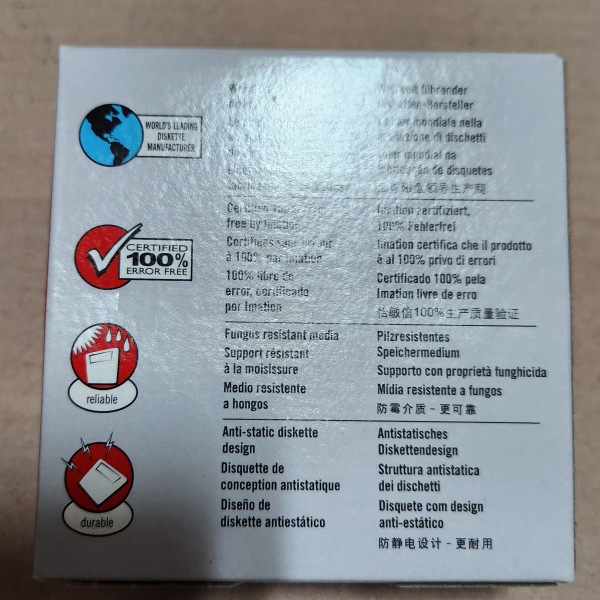 WORLD'S LEADING
DISKETTE
MANUFACTURER
Weltweit führender
Disketten-Hersteller
mondiale nella
produzione di dischetti
mundial na
fabricação de disquetes
CERTIFIED
100%
ERROR FREE
free by Imation
à 100% par Imation
100% libre de
error, certificado
por Imation
Imation zertifiziert,
100% Fehlerfrei
Imation certifica che il prodotto
è al 100% privo di errori
Certificado 100% pela
Imation livre de erro
怡敏信100%生产质量验证
reliable
Fungus resistant media
Support résistant
à la moisissure
Medio resistente
a hongos
Pilzresistentes
Speichermedium
Supporto con proprietà funghicida
Mídia resistente a fungos
防霉介质 - 更可靠
durable
Anti-static diskette
design
Disquette de
conception antistatique
Diseño de
diskette antiestático
Antistatisches
Diskettendesign
Struttura antistatica
dei dischetti
Disquete com design
anti-estático
防静电设计 - 更耐用